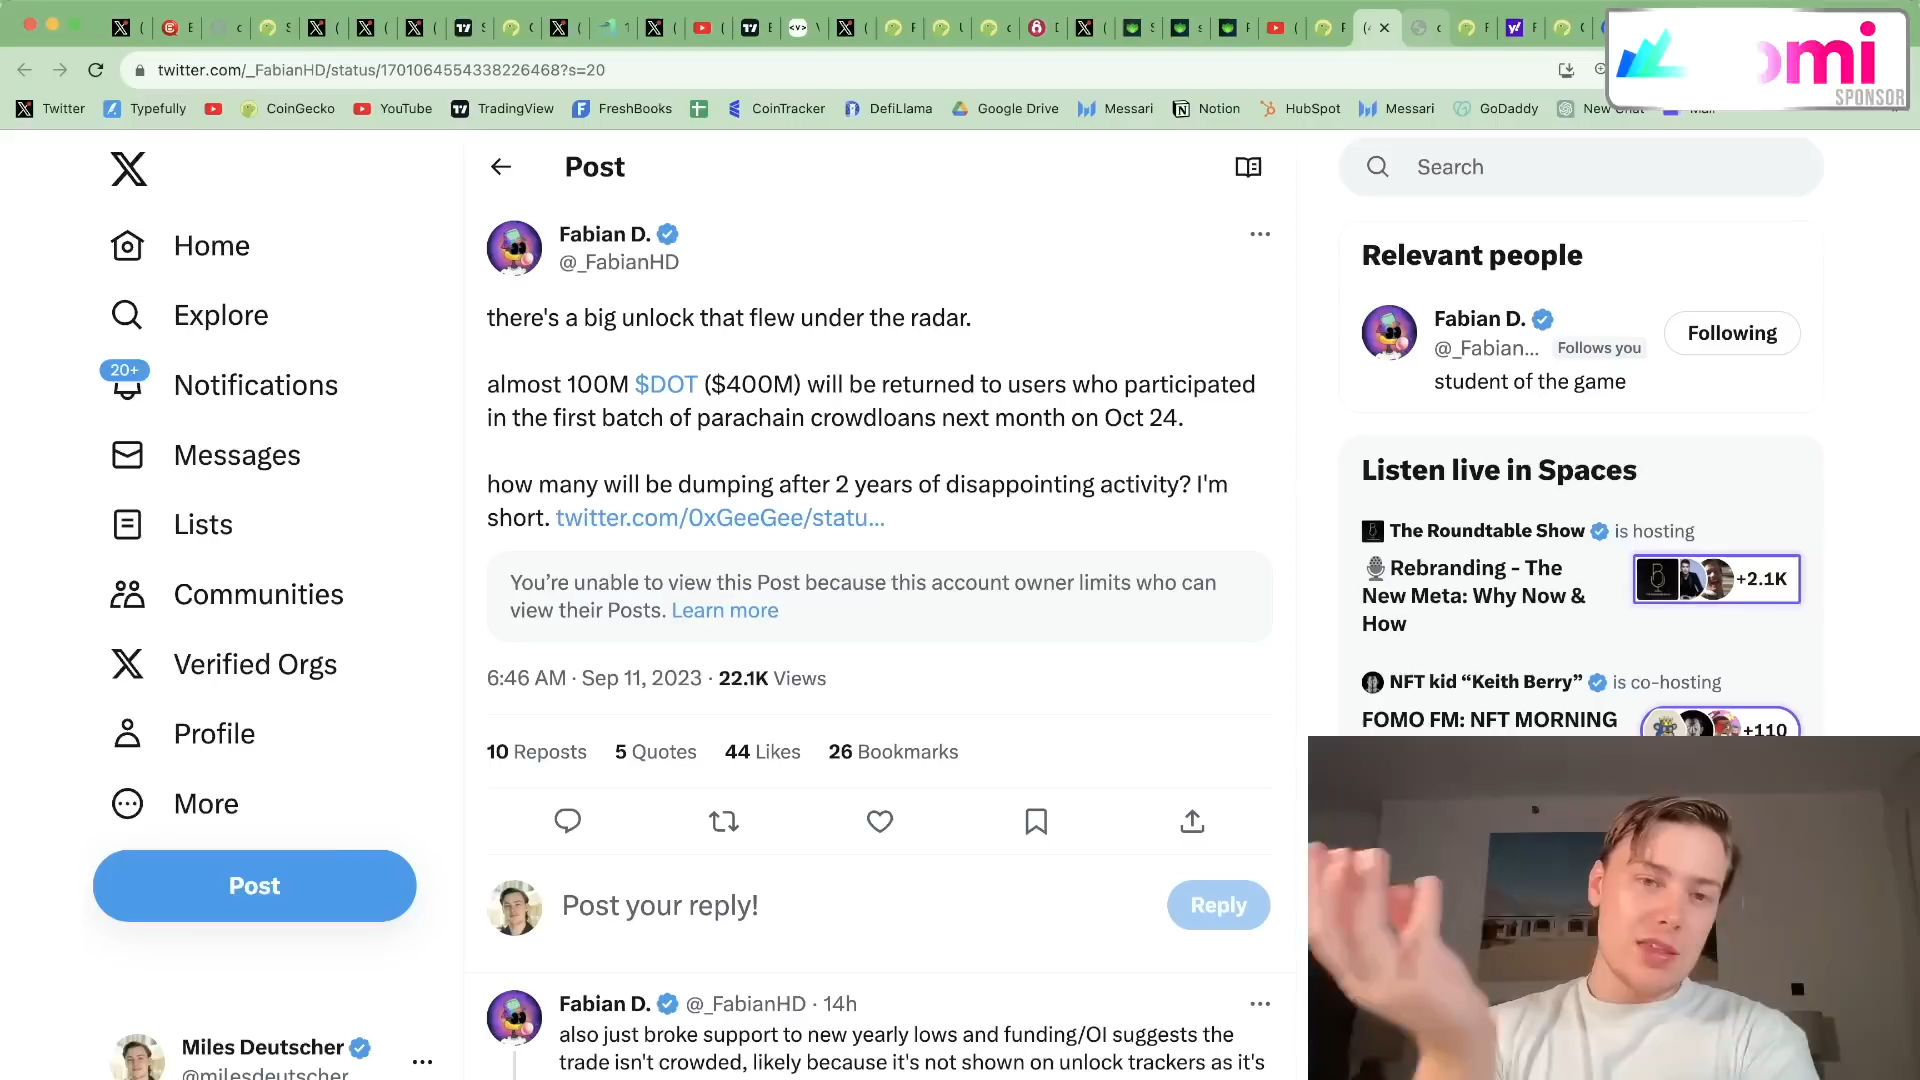 twitter.com/_FabianHD/status/1701064554338226468?s=20
mi
SPONSOR
Twitter
Typefully
CoinGecko
YouTube
TradingView
FreshBooks
CoinTracker
DefiLlama
Google Drive
Messari
Notion
HubSpot
Messari
GoDaddy
New Chat
Mail
Home
Explore
20+
Notifications
Messages
Lists
Communities
Verified Orgs
Profile
More
Post
Miles Deutscher
@milesdeutscher
Post
Fabian D.
@_FabianHD
there's a big unlock that flew under the radar.
almost 100M $DOT ($400M) will be returned to users who participated
in the first batch of parachain crowdloans next month on Oct 24.
how many will be dumping after 2 years of disappointing activity? I'm
short. twitter.com/0xGeeGee/statu...
You’re unable to view this Post because this account owner limits who can
view their Posts. Learn more
6:46 AM · Sep 11, 2023 · 22.1K Views
10 Reposts 5 Quotes 44 Likes 26 Bookmarks
Post your reply!
Reply
Fabian D. @_FabianHD · 14h
also just broke support to new yearly lows and funding/OI suggests the
trade isn't crowded, likely because it's not shown on unlock trackers as it's
Search
Relevant people
Fabian D.
@_Fabian... Follows you
Following
student of the game
Listen live in Spaces
The Roundtable Show is hosting
Rebranding - The
New Meta: Why Now &
How
+2.1K
NFT kid “Keith Berry” is co-hosting
FOMO FM: NFT MORNING
+110